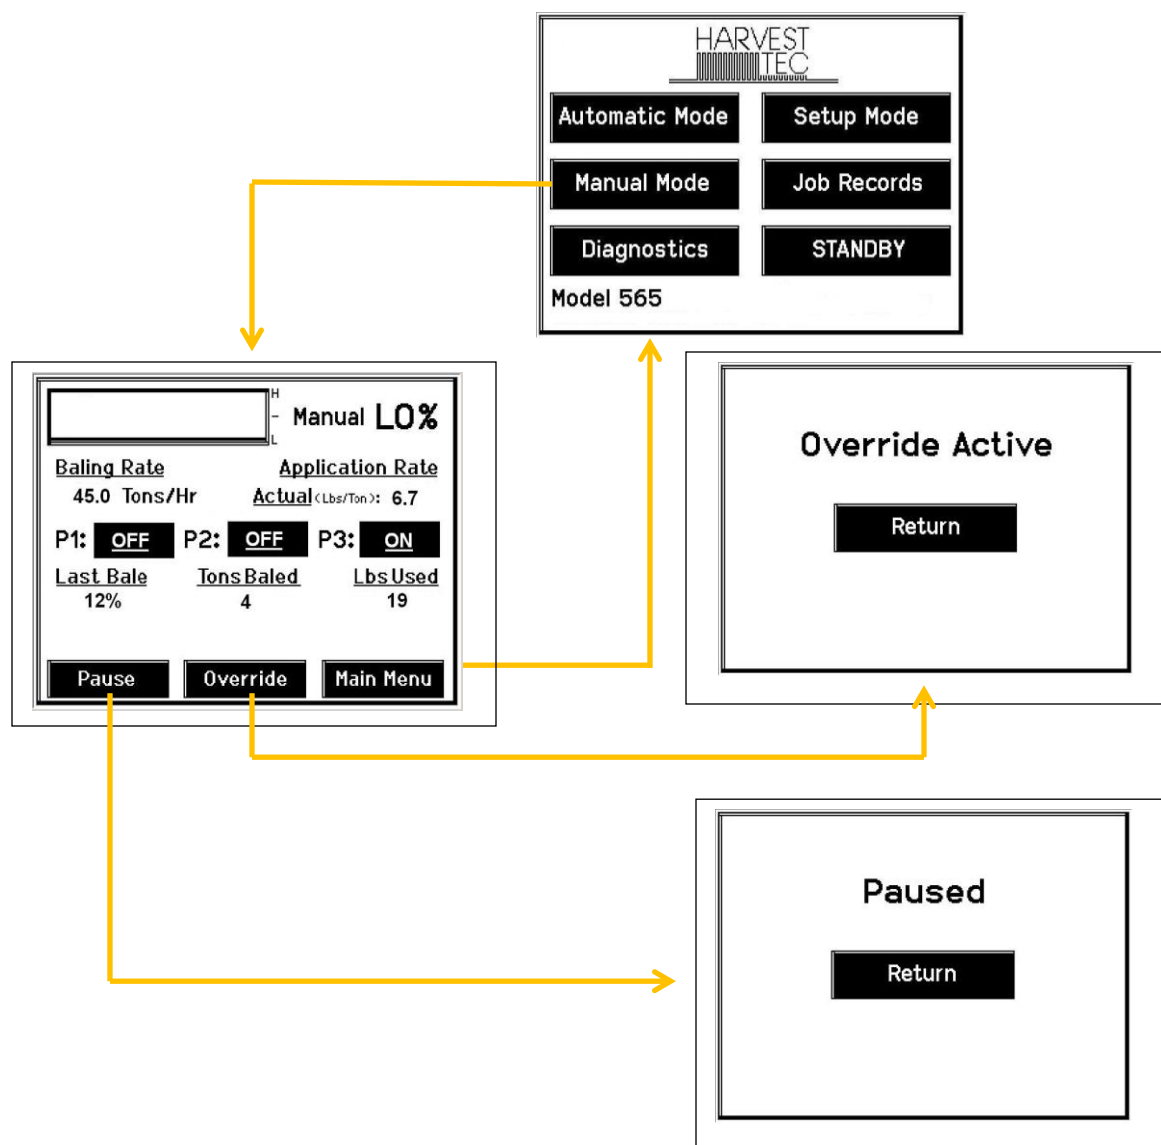 HARVEST
TEC
Automatic Mode Setup Mode
Manual Mode Job Records
Diagnostics STANDBY
Model 565
H
-
L
Manual LO%
Baling Rate Application Rate
45.0 Tons/Hr Actual (Lbs/Ton): 6.7
P1: OFF P2: OFF P3: ON
Last Bale Tons Baled Lbs Used
12% 4 19
Pause Override Main Menu
Override Active
Return
Paused
Return